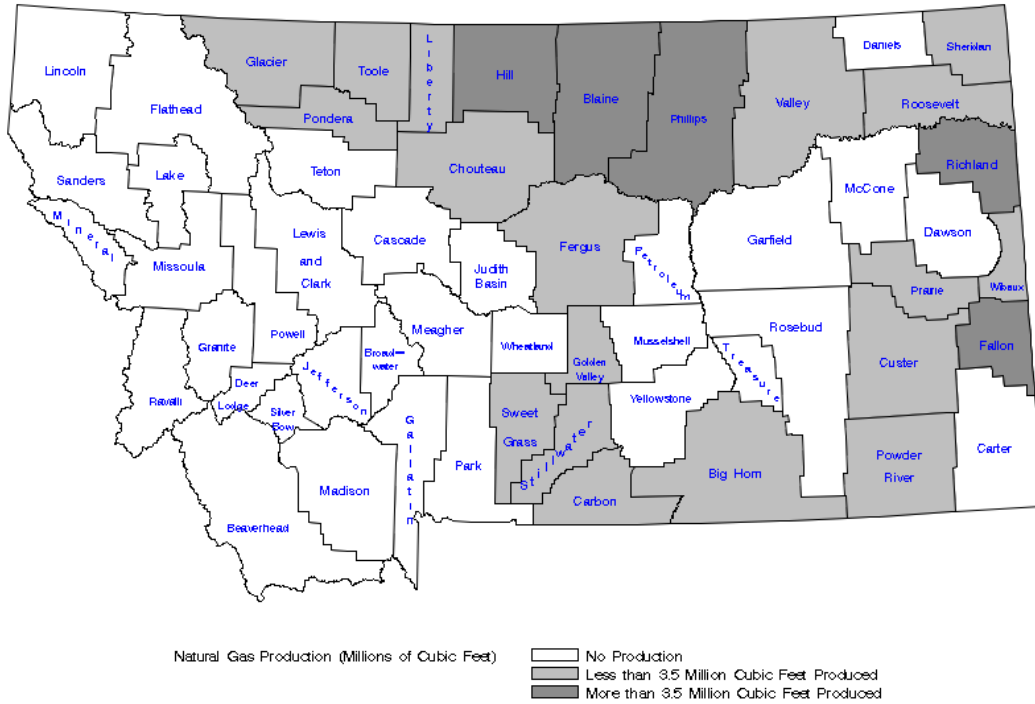 Lincoln
Flathead
Glacier
Toole
Liberty
Hill
Blaine
Phillips
Valley
Daniels
Sheridan
Roosevelt
Pondera
Chouteau
Richland
Sanders
Lake
Teton
McCone
Mineral
Missoula
Lewis
and
Clark
Cascade
Judith
Basin
Fergus
Petroleum
Garfield
Dawson
Prarie
Wibaux
Powell
Granite
Meagher
Wheatland
Golden
Valley
Musselshell
Rosebud
Treasure
Custer
Fallon
Ravalli
Deer
Lodge
Silver
Bow
Jefferson
Broad-
water
Gallatin
Park
Sweet
Grass
Stillwater
Yellowstone
Big Horn
Powder
River
Carter
Beaverhead
Madison
Carbon
Natural Gas Production (Millions of Cubic Feet)
No Production
Less than 3.5 Million Cubic Feet Produced
More than 3.5 Million Cubic Feet Produced